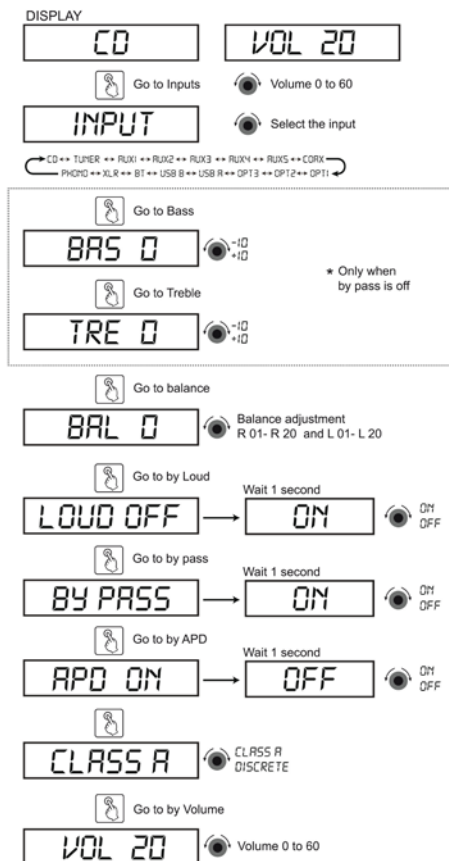 DISPLAY
CD VOL 20
Go to Inputs Volume 0 to 60
INPUT Select the input
CD ↔ TUNER ↔ AUX1 ↔ AUX2 ↔ AUX3 ↔ AUX4 ↔ AUX5 ↔ COAX
PHONO ↔ XLR ↔ BT ↔ USB B ↔ USB A ↔ OPT3 ↔ OPT2 ↔ OPT1
Go to Bass
BAS 0 -10
+10
* Only when
by pass is off
Go to Treble
TRE 0 -10
+10
Go to balance
BAL 0 Balance adjustment
R 01- R 20 and L 01- L 20
Go to by Loud
Wait 1 second
LOUD OFF ON ON
OFF
Go to by pass
Wait 1 second
BY PASS ON ON
OFF
Go to by APD
Wait 1 second
APD ON OFF ON
OFF
CLASS A CLASS A
DISCRETE
Go to by Volume
VOL 20 Volume 0 to 60